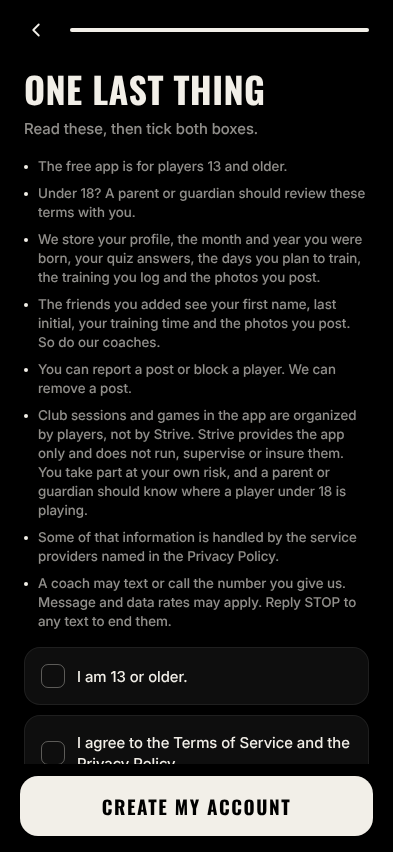 ONE LAST THING
Read these, then tick both boxes.
• The free app is for players 13 and older.
• Under 18? A parent or guardian should review these
terms with you.
• We store your profile, the month and year you were
born, your quiz answers, the days you plan to train,
the training you log and the photos you post.
• The friends you added see your first name, last
initial, your training time and the photos you post.
So do our coaches.
• You can report a post or block a player. We can
remove a post.
• Club sessions and games in the app are organized
by players, not by Strive. Strive provides the app
only and does not run, supervise or insure them.
You take part at your own risk, and a parent or
guardian should know where a player under 18 is
playing.
• Some of that information is handled by the service
providers named in the Privacy Policy.
• A coach may text or call the number you give us.
Message and data rates may apply. Reply STOP to
any text to end them.
I am 13 or older.
I agree to the Terms of Service and the
Privacy Policy
CREATE MY ACCOUNT